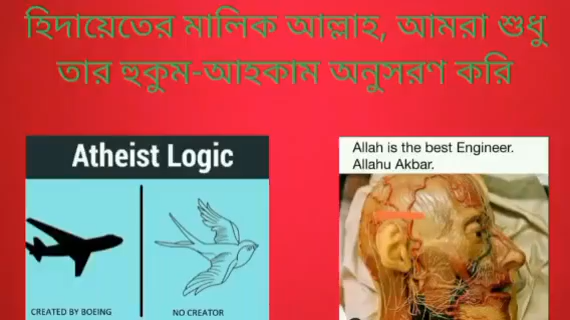 হিদায়েতের মালিক আল্লাহ, আমরা শুধু
তার হুকুম-আহকাম অনুসরণ করি
Atheist Logic
CREATED BY BOEING
NO CREATOR
Allah is the best Engineer.
Allahu Akbar.